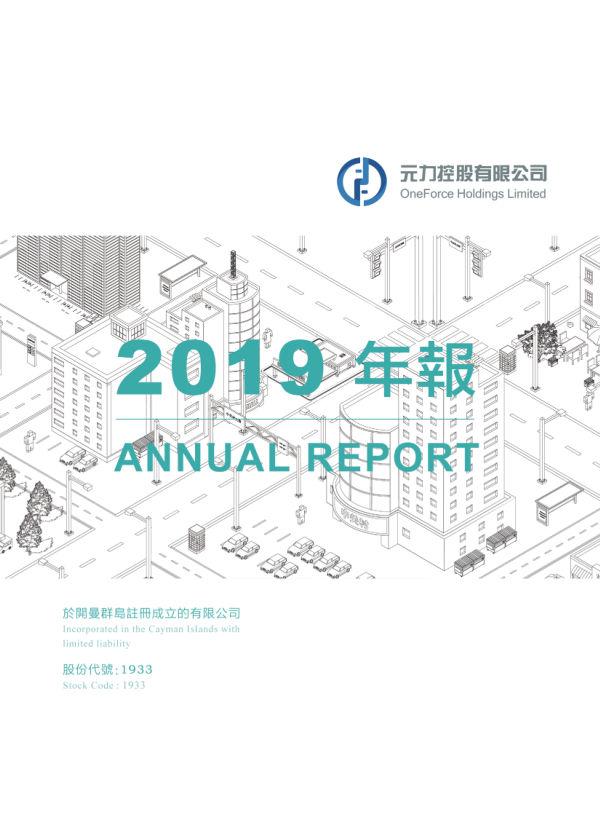 元力控股有限公司
OneForce Holdings Limited
2019 年報
ANNUAL REPORT
於開曼群島註冊成立的有限公司
Incorporated in the Cayman Islands with
limited liability
股份代號：1933
Stock Code : 1933